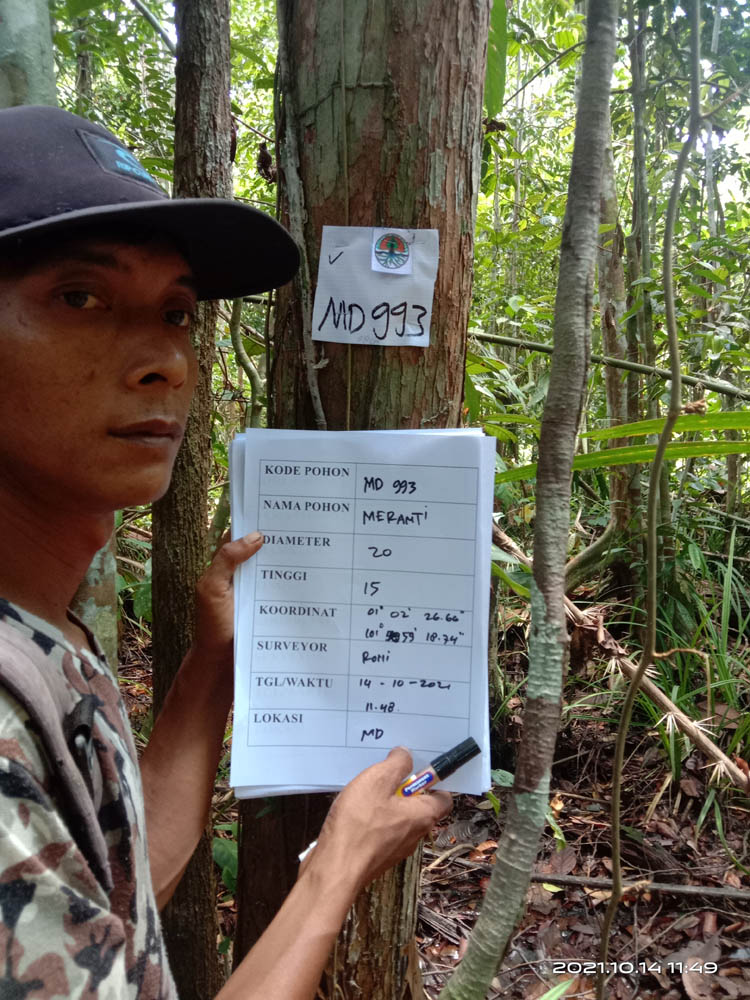 MD 993
KODE POHON MD 993
NAMA POHON MERANTI
DIAMETER 20
TINGGI 15
KOORDINAT 01° 02' 26.66"
101° 59' 18.74"
SURVEYOR ROMI
TGL/WAKTU 14 - 10 - 2021
11.48.
LOKASI MD
2021.10.14 11:49